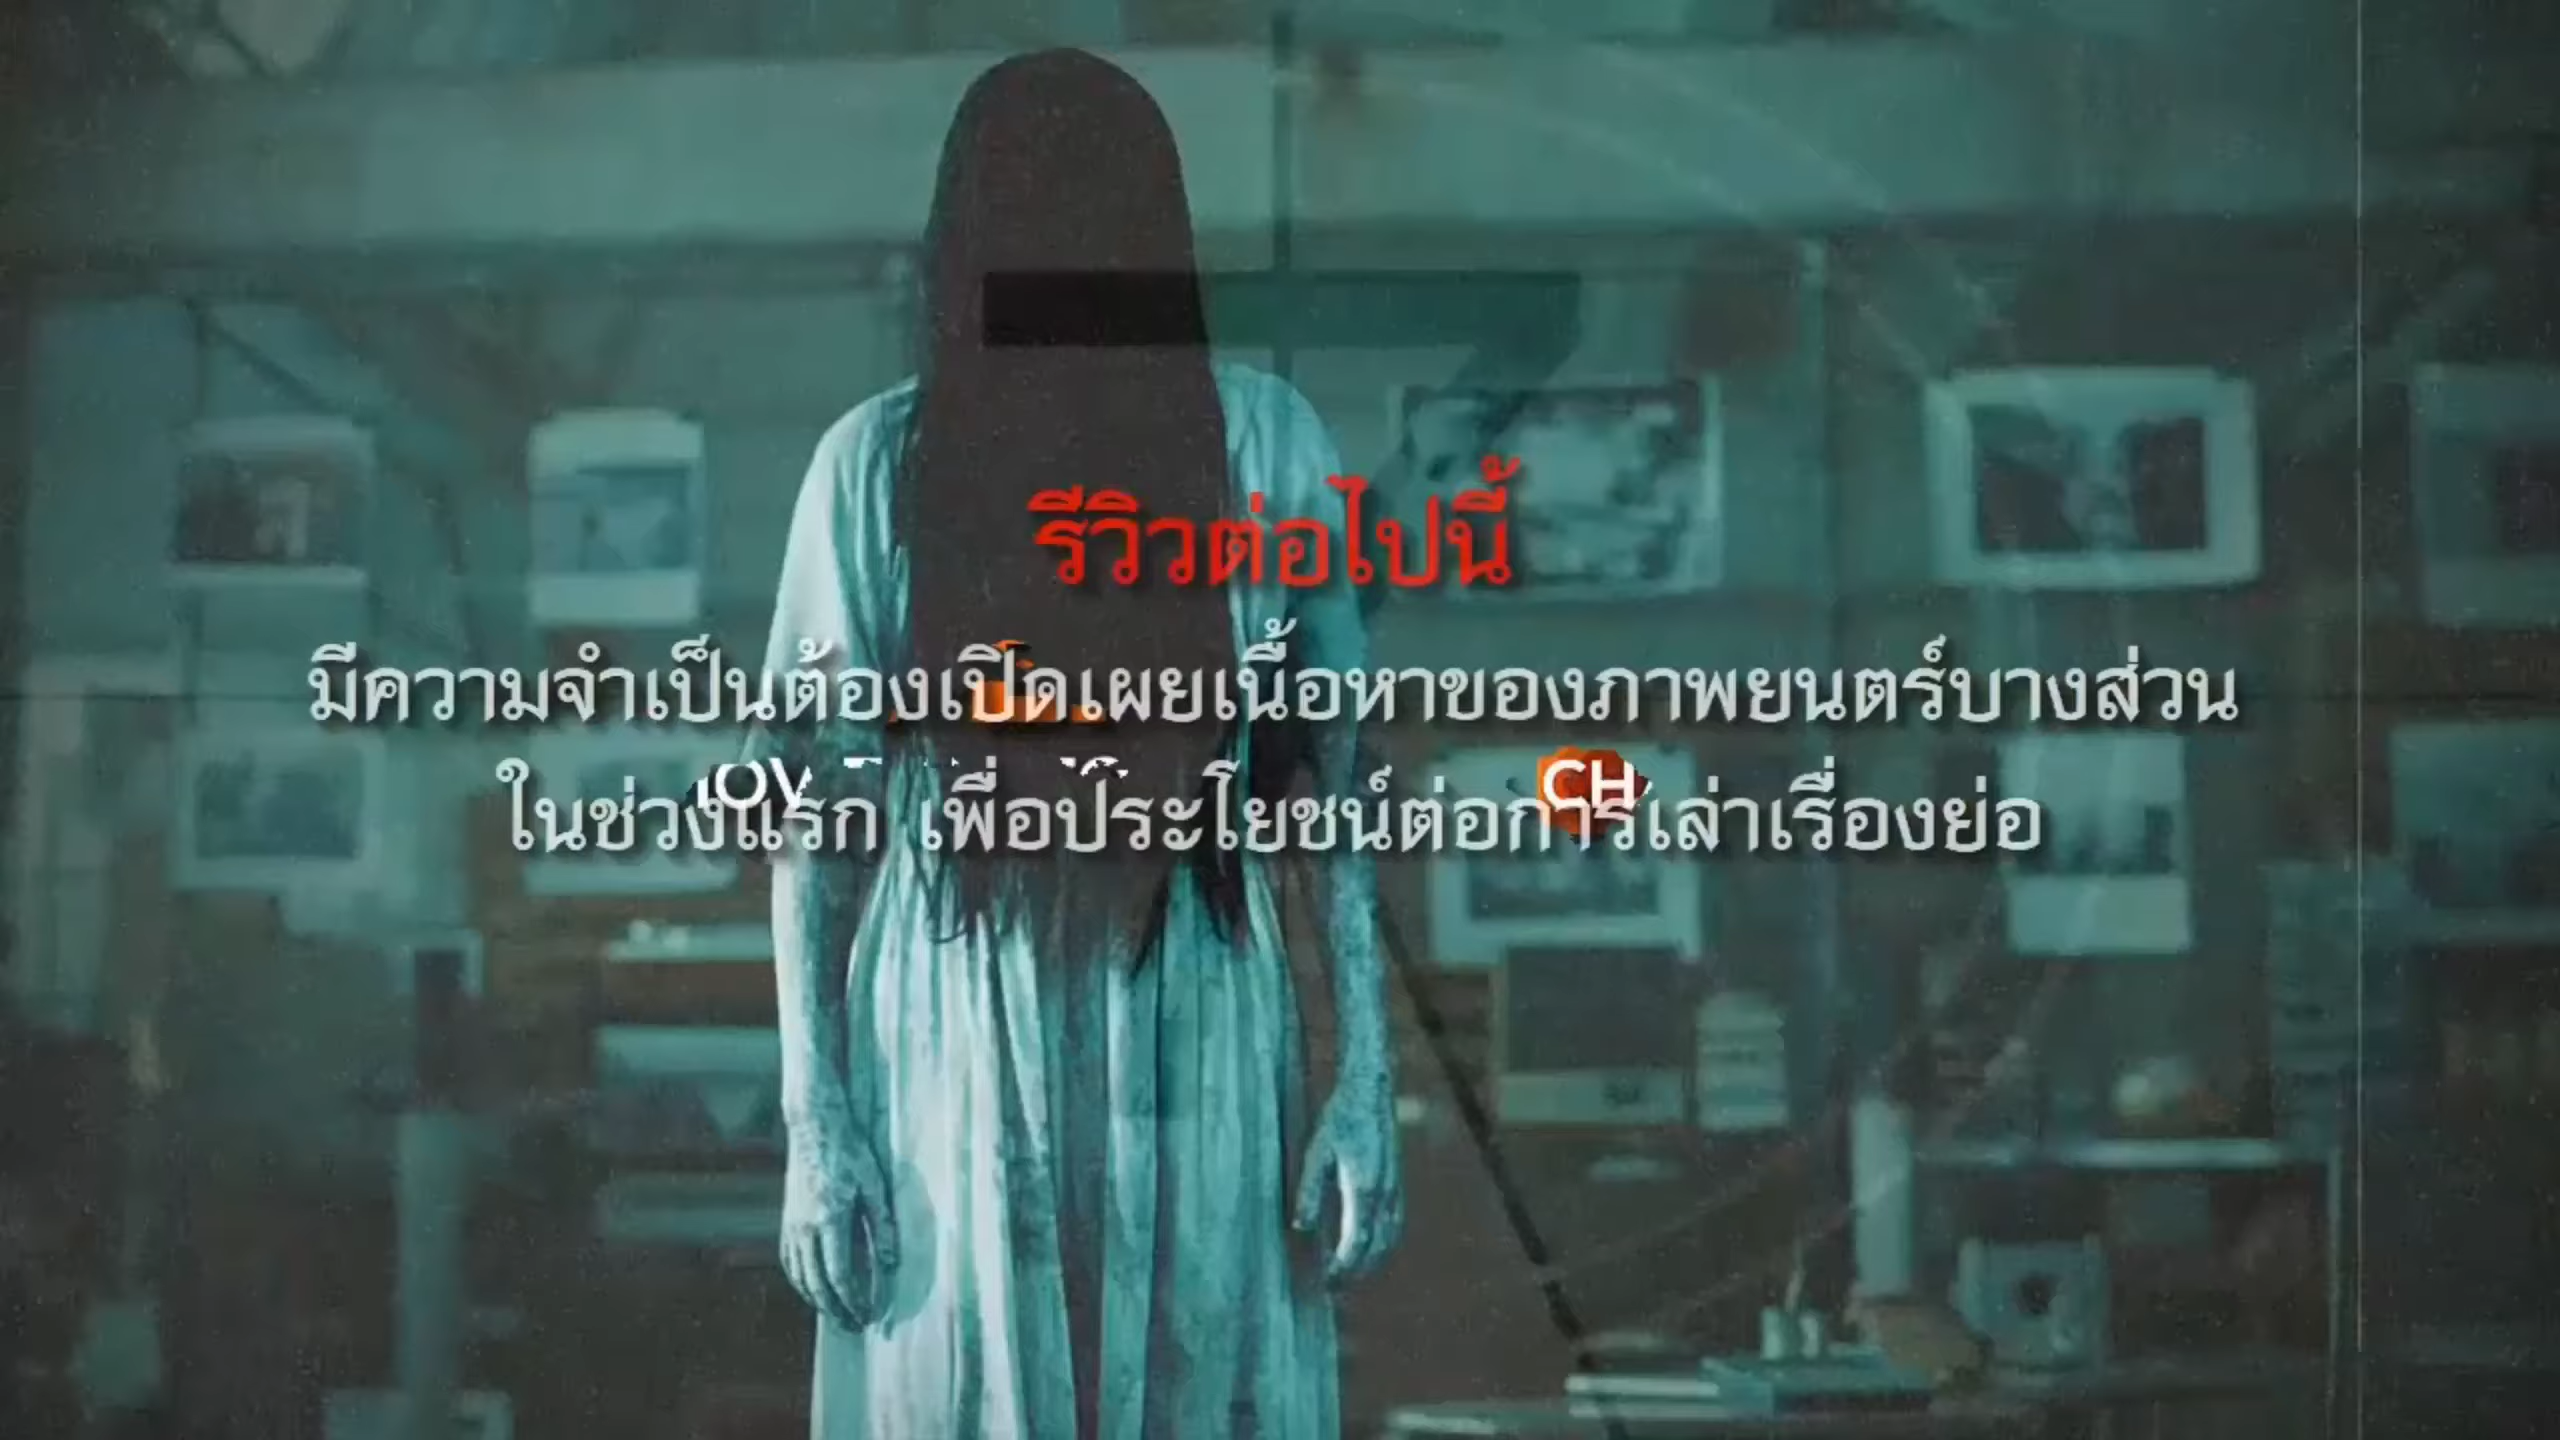 รีวิวต่อไปนี้
มีความจำเป็นต้องเปิดเผยเนื้อหาของภาพยนตร์บางส่วน
ในช่วงแรก เพื่อประโยชน์ต่อการเล่าเรื่องย่อ
CH